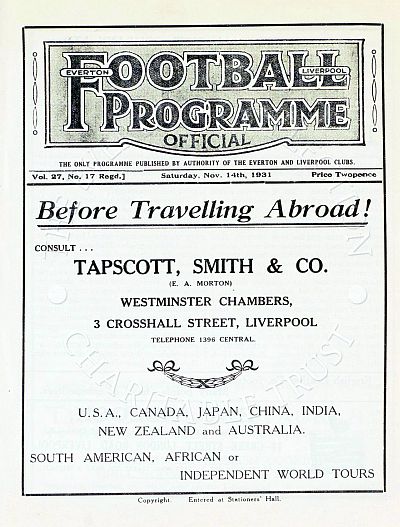 EVERTON FOOTBALL LIVERPOOL
PROGRAMME
OFFICIAL
THE ONLY PROGRAMME PUBLISHED BY AUTHORITY OF THE EVERTON AND LIVERPOOL CLUBS.
Vol. 27, No. 17 Regd.] Saturday, Nov. 14th, 1931 Price Twopence
Before Travelling Abroad!
CONSULT . . .
TAPSCOTT, SMITH & CO.
(E. A. MORTON)
WESTMINSTER CHAMBERS,
3 CROSSHALL STREET, LIVERPOOL
TELEPHONE 1396 CENTRAL.
U.S.A., CANADA, JAPAN, CHINA, INDIA,
NEW ZEALAND and AUSTRALIA.
SOUTH AMERICAN, AFRICAN or
INDEPENDENT WORLD TOURS
Copyright. Entered at Stationers' Hall.
CHARITABLE TRUST